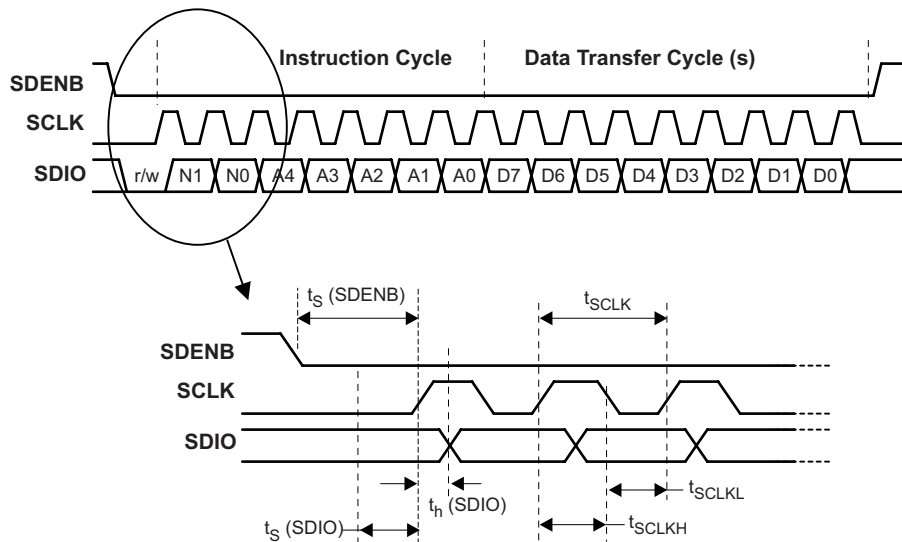 Instruction Cycle Data Transfer Cycle (s)
SDENB
SCLK
SDIO r/w N1 N0 A4 A3 A2 A1 A0 D7 D6 D5 D4 D3 D2 D1 D0
tS (SDENB) tSCLK
SDENB
SCLK
SDIO
th (SDIO) tSCLKL
tS (SDIO) tSCLKH